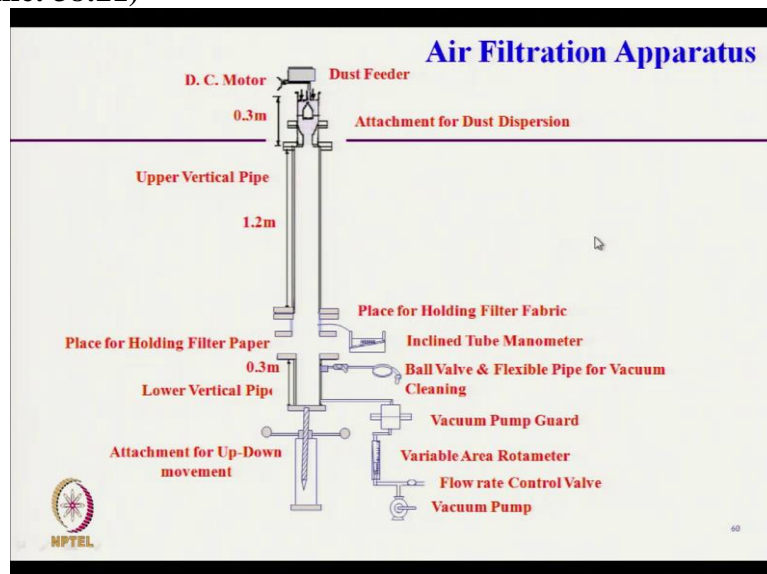 Air Filtration Apparatus
D. C. Motor
Dust Feeder
0.3m
Attachment for Dust Dispersion
Upper Vertical Pipe
1.2m
Place for Holding Filter Fabric
Place for Holding Filter Paper
Inclined Tube Manometer
0.3m
Ball Valve & Flexible Pipe for Vacuum
Cleaning
Lower Vertical Pipe
Vacuum Pump Guard
Attachment for Up-Down
movement
Variable Area Rotameter
Flow rate Control Valve
Vacuum Pump
NPTEL
60